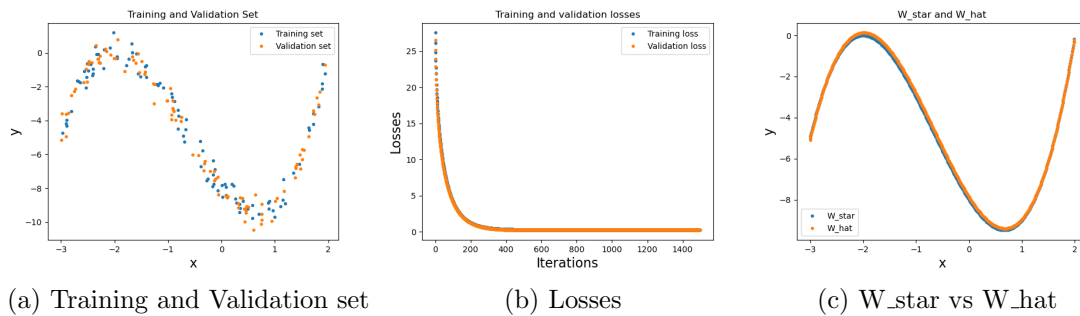 Training and Validation Set
Training set
Validation set
0
−2
−4
−6
−8
−10
y
−3
−2
−1
0
1
2
x
(a) Training and Validation set
Training and validation losses
Training loss
Validation loss
25
20
15
10
5
0
Losses
0
200
400
600
800
1000
1200
1400
Iterations
(b) Losses
W_star and W_hat
0
−2
−4
−6
−8
y
W_star
W_hat
−3
−2
−1
0
1
2
x
(c) W_star vs W_hat